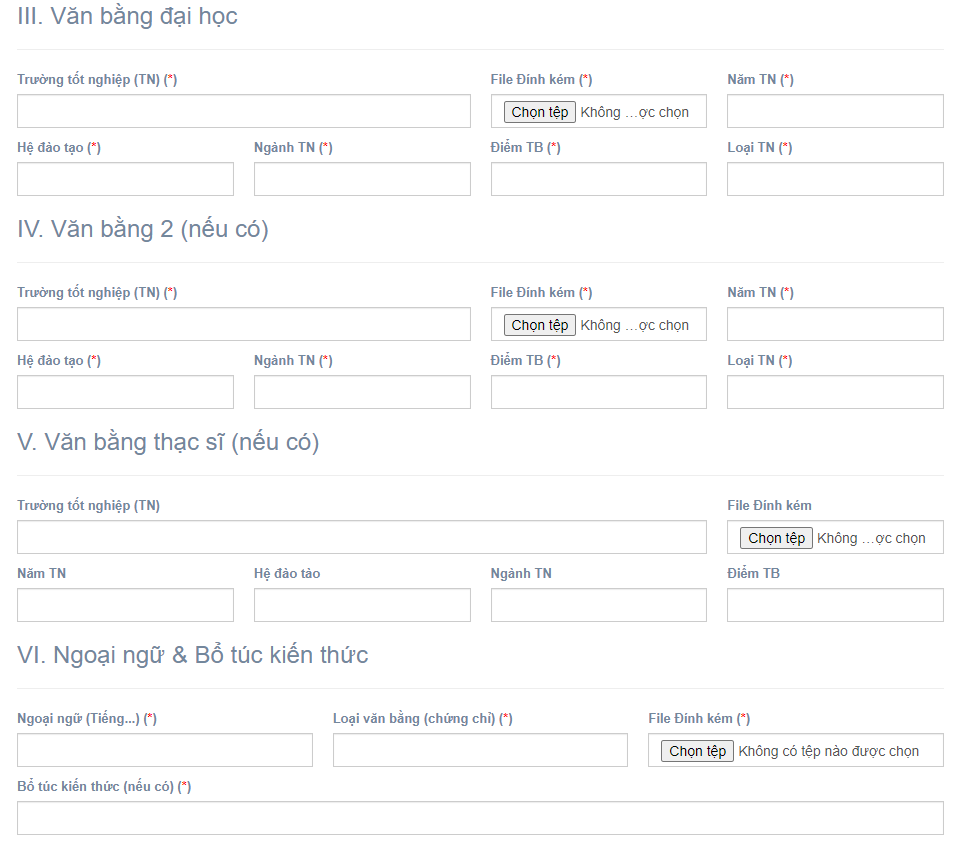 III. Văn bằng đại học
Trường tốt nghiệp (TN) (*) File Đính kém (*) Năm TN (*)
Chọn tệp Không ...ợc chọn
Hệ đào tạo (*) Ngành TN (*) Điểm TB (*) Loại TN (*)
IV. Văn bằng 2 (nếu có)
Trường tốt nghiệp (TN) (*) File Đính kém (*) Năm TN (*)
Chọn tệp Không ...ợc chọn
Hệ đào tạo (*) Ngành TN (*) Điểm TB (*) Loại TN (*)
V. Văn bằng thạc sĩ (nếu có)
Trường tốt nghiệp (TN) File Đính kém
Chọn tệp Không ...ợc chọn
Năm TN Hệ đào tảo Ngành TN Điểm TB
VI. Ngoại ngữ & Bổ túc kiến thức
Ngoại ngữ (Tiếng...) (*) Loại văn bằng (chứng chỉ) (*) File Đính kém (*)
Chọn tệp Không có tệp nào được chọn
Bổ túc kiến thức (nếu có) (*)